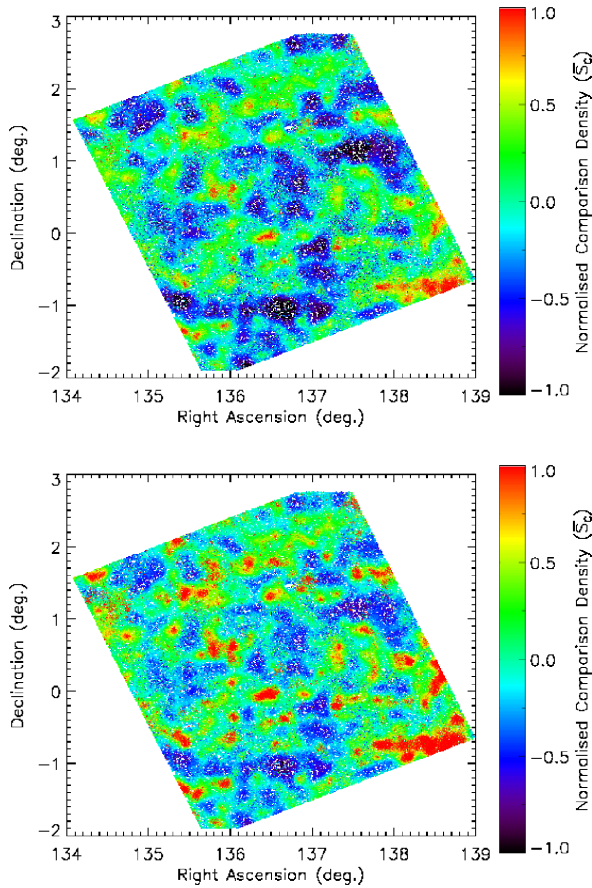 3
2
1
0
−1
−2
Declination (deg.)
134 135 136 137 138 139
Right Ascension (deg.)
1.0
0.5
0.0
−0.5
−1.0
Normalised Comparison Density (S̅c)
3
2
1
0
−1
−2
Declination (deg.)
134 135 136 137 138 139
Right Ascension (deg.)
1.0
0.5
0.0
−0.5
−1.0
Normalised Comparison Density (S̅c)